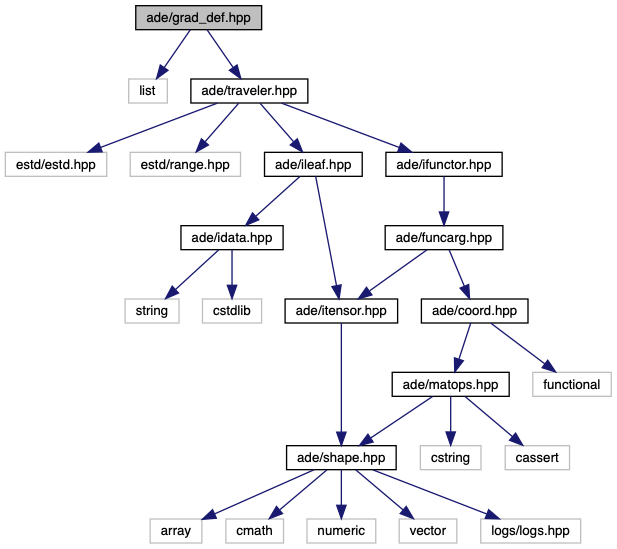 ade/grad_def.hpp
list
ade/traveler.hpp
estd/estd.hpp
estd/range.hpp
ade/ileaf.hpp
ade/ifunctor.hpp
ade/idata.hpp
ade/funcarg.hpp
string
cstdlib
ade/itensor.hpp
ade/coord.hpp
ade/matops.hpp
functional
ade/shape.hpp
cstring
cassert
array
cmath
numeric
vector
logs/logs.hpp